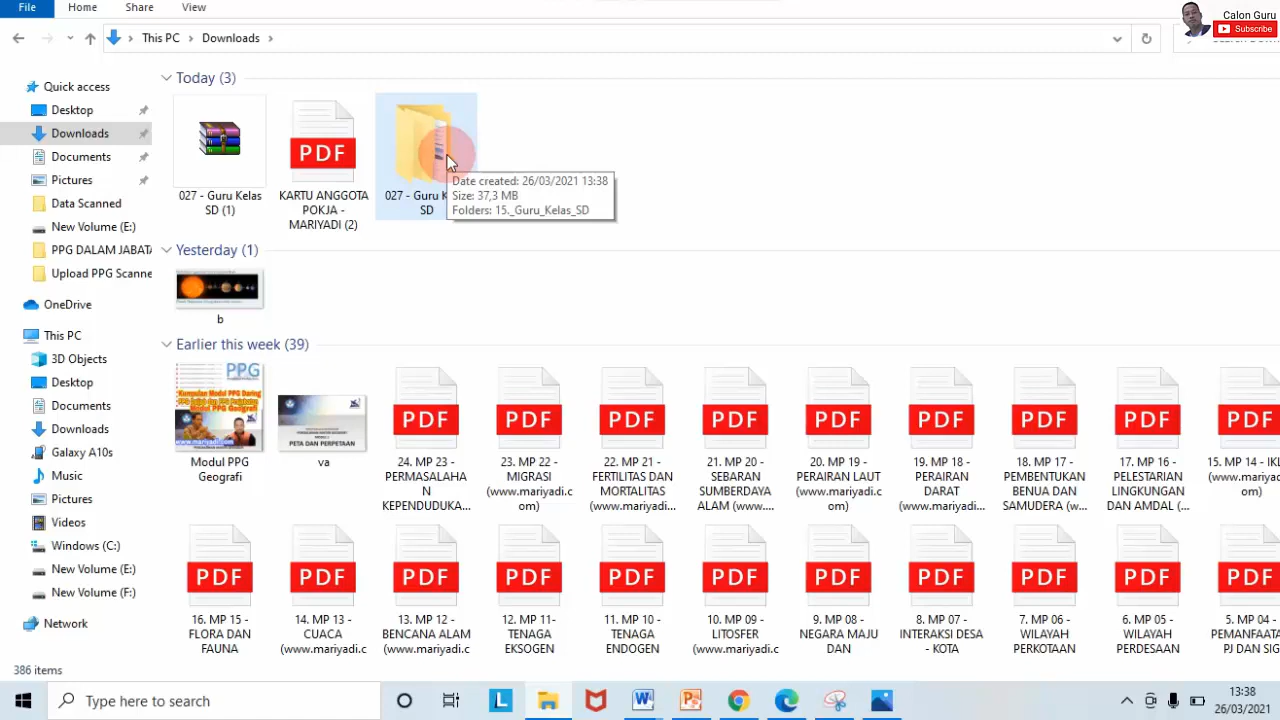 File Home Share View
Calon Guru
Subscribe
This PC Downloads
Quick access
Desktop
Downloads
Documents
Pictures
Data Scanned
New Volume (E:)
PPG DALAM JABATA
Upload PPG Scanne
OneDrive
This PC
3D Objects
Desktop
Documents
Downloads
Galaxy A10s
Music
Pictures
Videos
Windows (C:)
New Volume (E:)
New Volume (F:)
Network
Today (3)
027 - Guru Kelas
SD (1)
PDF
KARTU ANGGOTA
POKJA -
MARIYADI (2)
027 - Guru K
SD
Date created: 26/03/2021 13:38
Size: 37,3 MB
Folders: 15._Guru_Kelas_SD
Yesterday (1)
b
Earlier this week (39)
PPG
Kumpulan Modul PPG Daring
Modul PPG Geografi
www.mariyadi.com
Modul PPG
Geografi
PETA DAN PERPETAAN
va
PDF
24. MP 23 -
PERMASALAHA
N
KEPENDUDUKA...
PDF
23. MP 22 -
MIGRASI
(www.mariyadi.c
om)
PDF
22. MP 21 -
FERTILITAS DAN
MORTALITAS
(www.mariyadi...
PDF
21. MP 20 -
SEBARAN
SUMBERDAYA
ALAM (www....
PDF
20. MP 19 -
PERAIRAN LAUT
(www.mariyadi.c
om)
PDF
19. MP 18 -
PERAIRAN
DARAT
(www.mariyadi...
PDF
18. MP 17 -
PEMBENTUKAN
BENUA DAN
SAMUDERA (w...
PDF
17. MP 16 -
PELESTARIAN
LINGKUNGAN
DAN AMDAL (...
PDF
15. MP 14 - IKL
(www.mariyadi.c
om)
PDF
16. MP 15 -
FLORA DAN
FAUNA
PDF
14. MP 13 -
CUACA
(www.mariyadi.c
PDF
13. MP 12 -
BENCANA ALAM
(www.mariyadi.c
PDF
12. MP 11-
TENAGA
EKSOGEN
PDF
11. MP 10 -
TENAGA
ENDOGEN
PDF
10. MP 09 -
LITOSFER
(www.mariyadi.c
PDF
9. MP 08 -
NEGARA MAJU
DAN
PDF
8. MP 07 -
INTERAKSI DESA
- KOTA
PDF
7. MP 06 -
WILAYAH
PERKOTAAN
PDF
6. MP 05 -
WILAYAH
PERDESAAN
PDF
5. MP 04 -
PEMANFAATA
PJ DAN SIG
386 items
Type here to search
13:38
26/03/2021